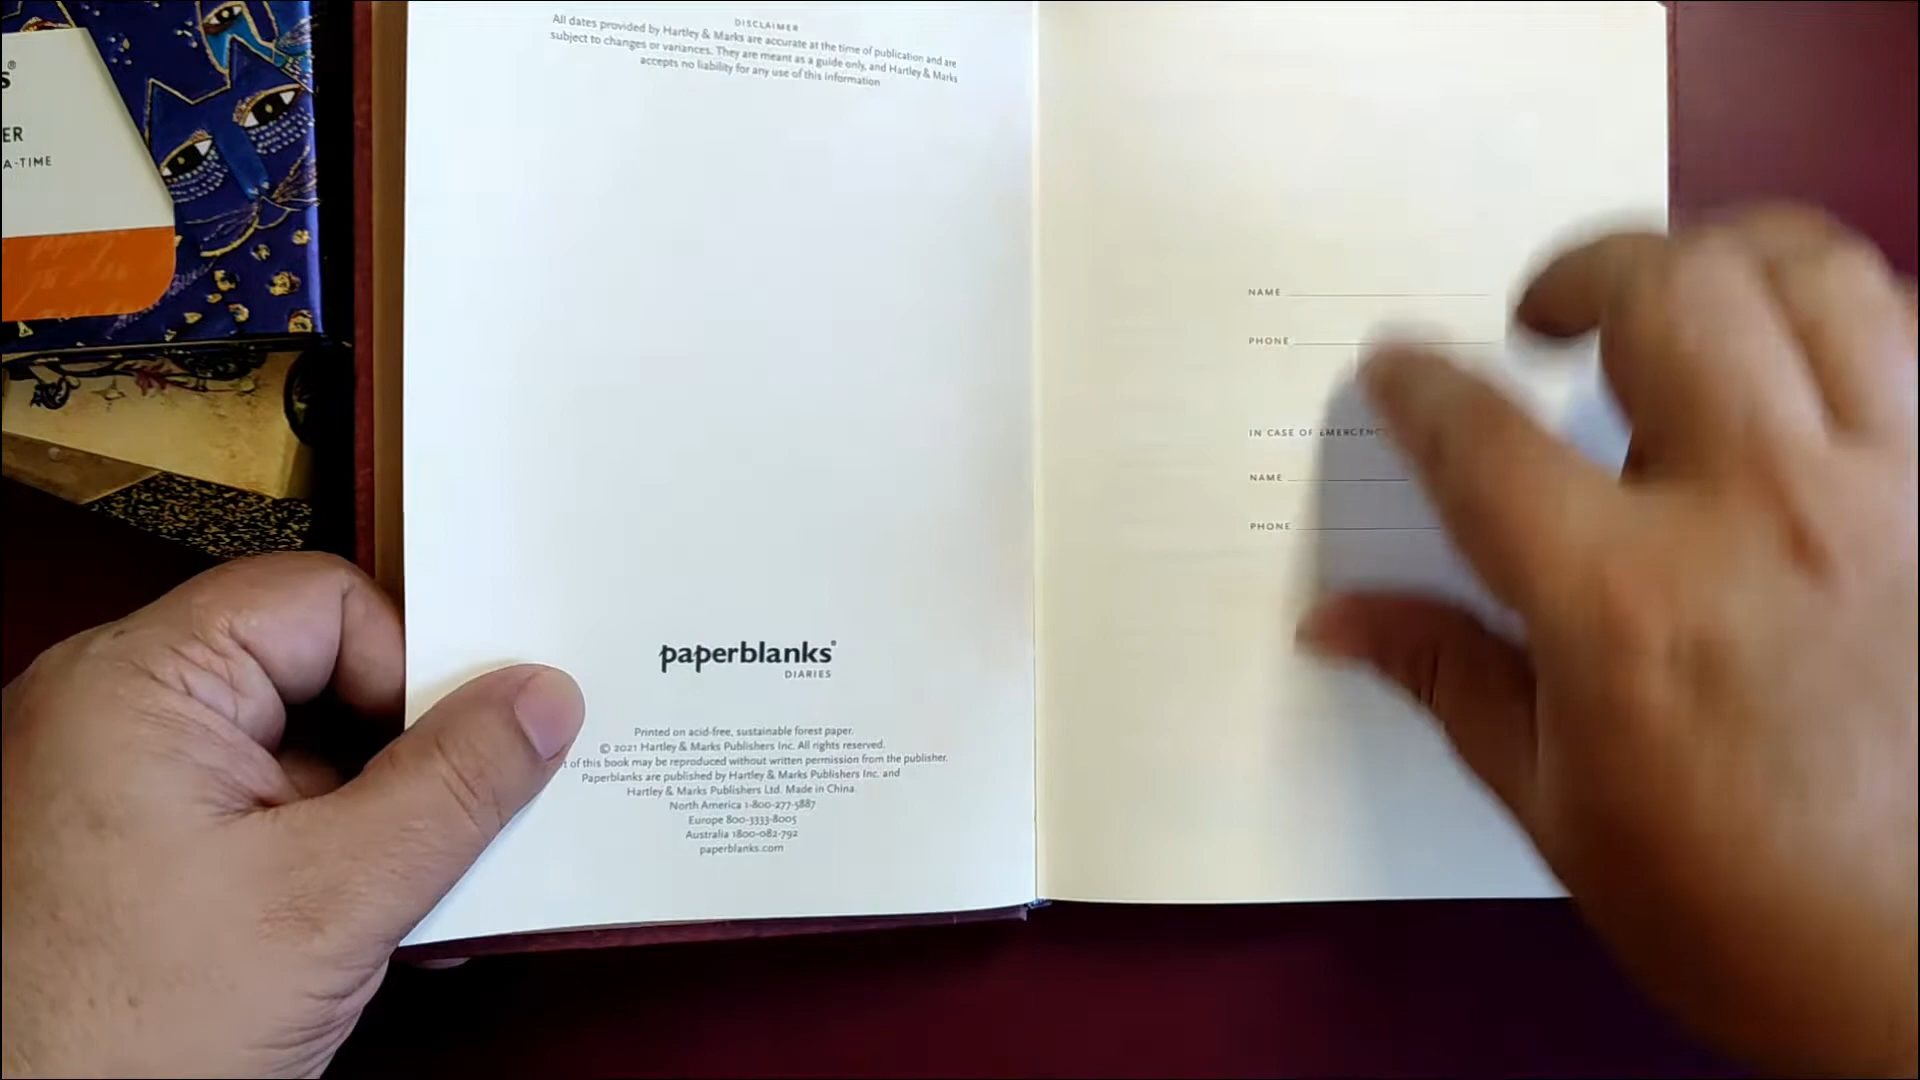 S®
ER
A-TIME
DISCLAIMER
All dates provided by Hartley & Marks are accurate at the time of publication and are
subject to changes or variances. They are meant as a guide only, and Hartley & Marks
accepts no liability for any use of this information
paperblanks®
DIARIES
Printed on acid-free, sustainable forest paper.
© 2021 Hartley & Marks Publishers Inc. All rights reserved.
t of this book may be reproduced without written permission from the publisher.
Paperblanks are published by Hartley & Marks Publishers Inc. and
Hartley & Marks Publishers Ltd. Made in China.
North America 1-800-277-5887
Europe 800-3333-8005
Australia 1800-082-792
paperblanks.com
NAME
PHONE
IN CASE OF EMERGENC
NAME
PHONE